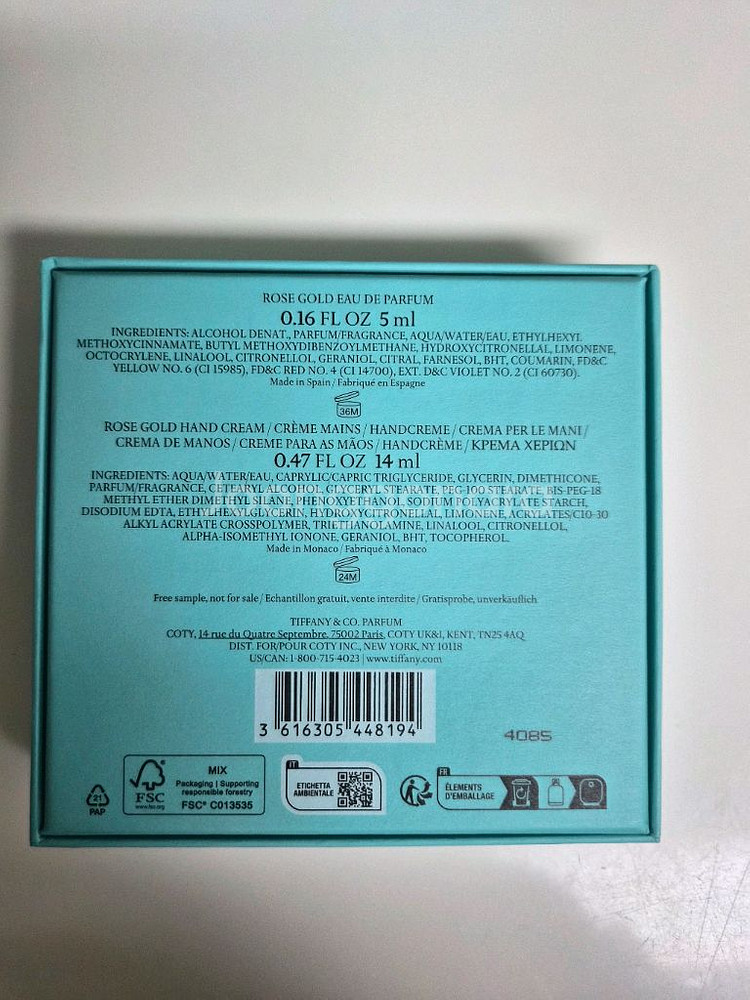 ROSE GOLD EAU DE PARFUM
0.16 FL OZ 5 ml
INGREDIENTS: ALCOHOL DENAT., PARFUM/FRAGRANCE, AQUA/WATER/EAU, ETHYLHEXYL
METHOXYCINNAMATE, BUTYL METHOXYDIBENZOYLMETHANE, HYDROXYCITRONELLAL, LIMONENE,
OCTOCRYLENE, LINALOOL, CITRONELLOL, GERANIOL, CITRAL, FARNESOL, BHT, COUMARIN, FD&C
YELLOW NO. 6 (CI 15985), FD&C RED NO. 4 (CI 14700), EXT. D&C VIOLET NO. 2 (CI 60730).
Made in Spain / Fabriqué en Espagne
36M
ROSE GOLD HAND CREAM / CRÈME MAINS / HANDCREME / CREMA PER LE MANI /
CREMA DE MANOS / CREME PARA AS MÃOS / HANDCRÈME / ΚΡΕΜΑ ΧΕΡΙΩΝ
0.47 FL OZ 14 ml
INGREDIENTS: AQUA/WATER/EAU, CAPRYLIC/CAPRIC TRIGLYCERIDE, GLYCERIN, DIMETHICONE,
PARFUM/FRAGRANCE, CETEARYL ALCOHOL, GLYCERYL STEARATE, PEG-100 STEARATE, BIS-PEG-18
METHYL ETHER DIMETHYL SILANE, PHENOXYETHANOL, SODIUM POLYACRYLATE STARCH,
DISODIUM EDTA, ETHYLHEXYLGLYCERIN, HYDROXYCITRONELLAL, LIMONENE, ACRYLATES/C10-30
ALKYL ACRYLATE CROSSPOLYMER, TRIETHANOLAMINE, LINALOOL, CITRONELLOL,
ALPHA-ISOMETHYL IONONE, GERANIOL, BHT, TOCOPHEROL.
Made in Monaco / Fabriqué à Monaco
24M
Free sample, not for sale / Echantillon gratuit, vente interdite / Gratisprobe, unverkäuflich
TIFFANY & CO. PARFUM
COTY, 14 rue du Quatre Septembre, 75002 Paris, COTY UK&I, KENT, TN25 4AQ
DIST. FOR/POUR COTY INC., NEW YORK, NY 10118
US/CAN: 1-800-715-4023 | www.tiffany.com
3 616305 448194
4085
21
PAP
FSC
www.fsc.org
MIX
Packaging | Supporting
responsible forestry
FSC® C013535
IT
ETICHETTA
AMBIENTALE
FR
ÉLÉMENTS
D'EMBALLAGE